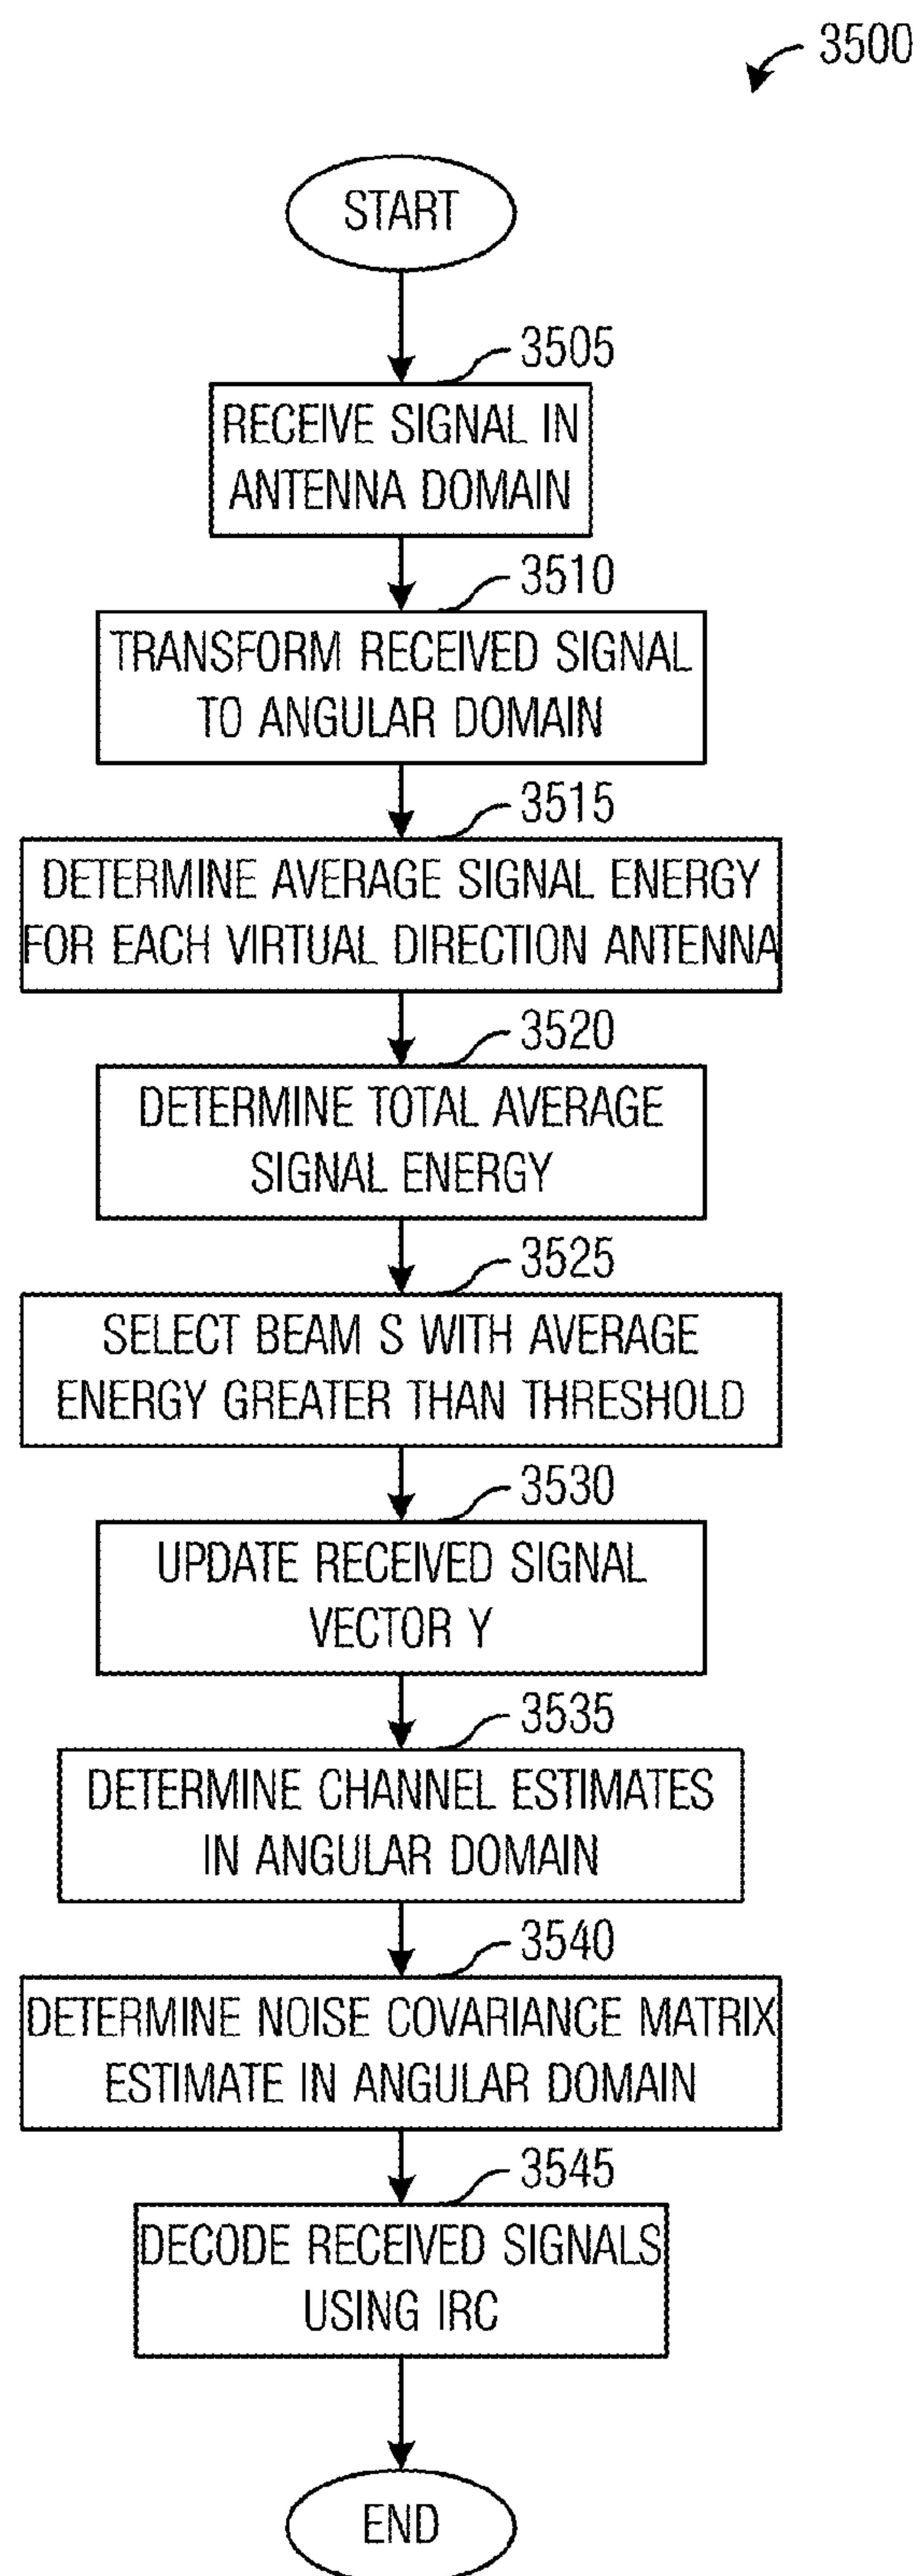 3500
START
3505
RECEIVE SIGNAL IN
ANTENNA DOMAIN
3510
TRANSFORM RECEIVED SIGNAL
TO ANGULAR DOMAIN
3515
DETERMINE AVERAGE SIGNAL ENERGY
FOR EACH VIRTUAL DIRECTION ANTENNA
3520
DETERMINE TOTAL AVERAGE
SIGNAL ENERGY
3525
SELECT BEAM S WITH AVERAGE
ENERGY GREATER THAN THRESHOLD
3530
UPDATE RECEIVED SIGNAL
VECTOR Y
3535
DETERMINE CHANNEL ESTIMATES
IN ANGULAR DOMAIN
3540
DETERMINE NOISE COVARIANCE MATRIX
ESTIMATE IN ANGULAR DOMAIN
3545
DECODE RECEIVED SIGNALS
USING IRC
END